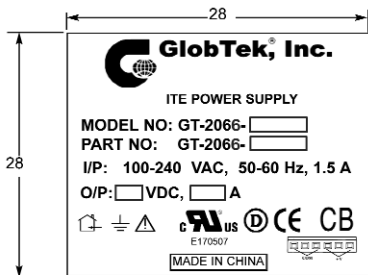 28
28
GlobTek®, Inc.
ITE POWER SUPPLY
MODEL NO: GT-2066-
PART NO: GT-2066-
I/P: 100-240 VAC, 50-60 Hz, 1.5 A
O/P: VDC, A
c RU US D CE CB
E170507
MADE IN CHINA